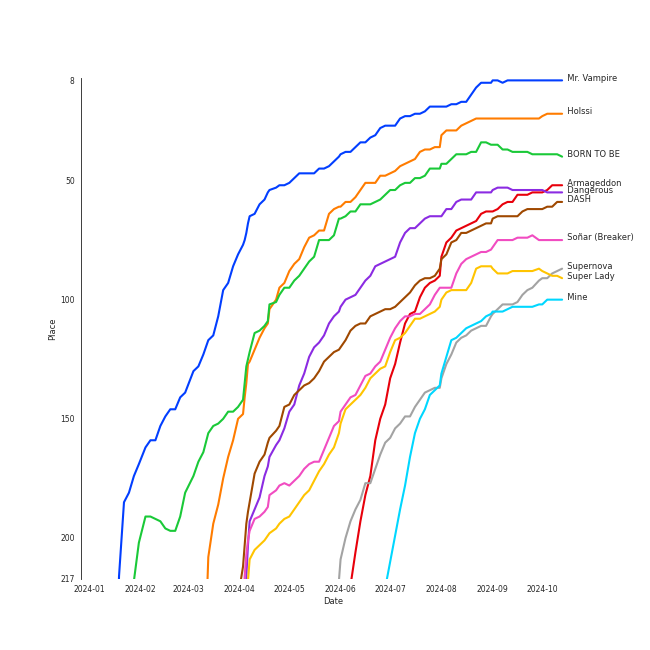 8
50
100
150
200
217
Place
2024-01 2024-02 2024-03 2024-04 2024-05 2024-06 2024-07 2024-08 2024-09 2024-10
Date
Mr. Vampire
Holssi
BORN TO BE
Armageddon
Dangerous
DASH
Soñar (Breaker)
Supernova
Super Lady
Mine